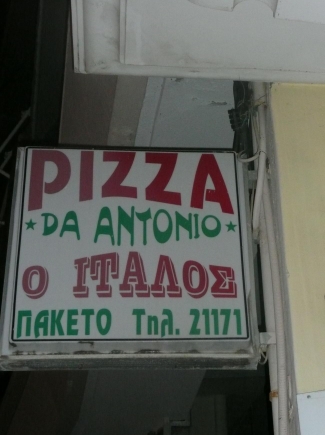 PIZZA
★ DA ANTONIO ★
Ο ΙΤΑΛΟΣ
ΠΑΚΕΤΟ Τηλ. 21171